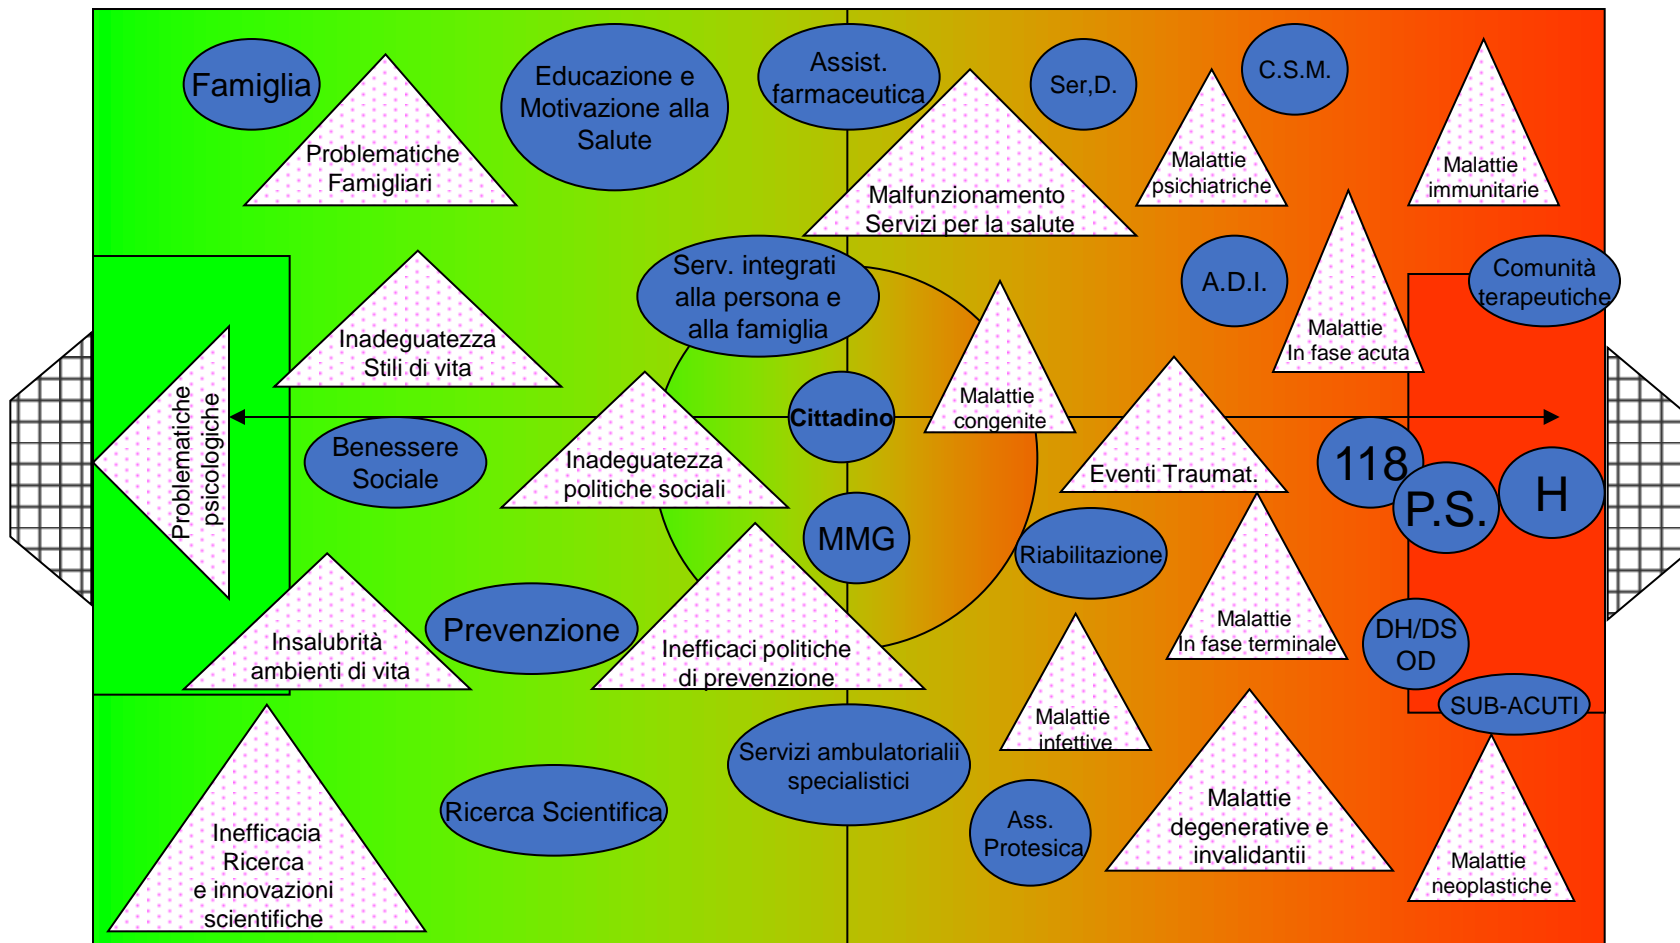 Famiglia
Problematiche
Famigliari
Educazione e
Motivazione alla
Salute
Assist.
farmaceutica
Malfunzionamento
Servizi per la salute
Ser,D.
Malattie
psichiatriche
C.S.M.
Malattie
immunitarie
Inadeguatezza
Stili di vita
Serv. integrati
alla persona e
alla famiglia
A.D.I.
Malattie
In fase acuta
Comunità
terapeutiche
Problematiche
psicologiche
Benessere
Sociale
Inadeguatezza
politiche sociali
Cittadino
Malattie
congenite
Eventi Traumat.
118
P.S.
H
MMG
Riabilitazione
Insalubrità
ambienti di vita
Prevenzione
Inefficaci politiche
di prevenzione
Malattie
In fase terminale
DH/DS
OD
SUB-ACUTI
Malattie
infettive
Servizi ambulatorialii
specialistici
Inefficacia
Ricerca
e innovazioni
scientifiche
Ricerca Scientifica
Ass.
Protesica
Malattie
degenerative e
invalidantii
Malattie
neoplastiche